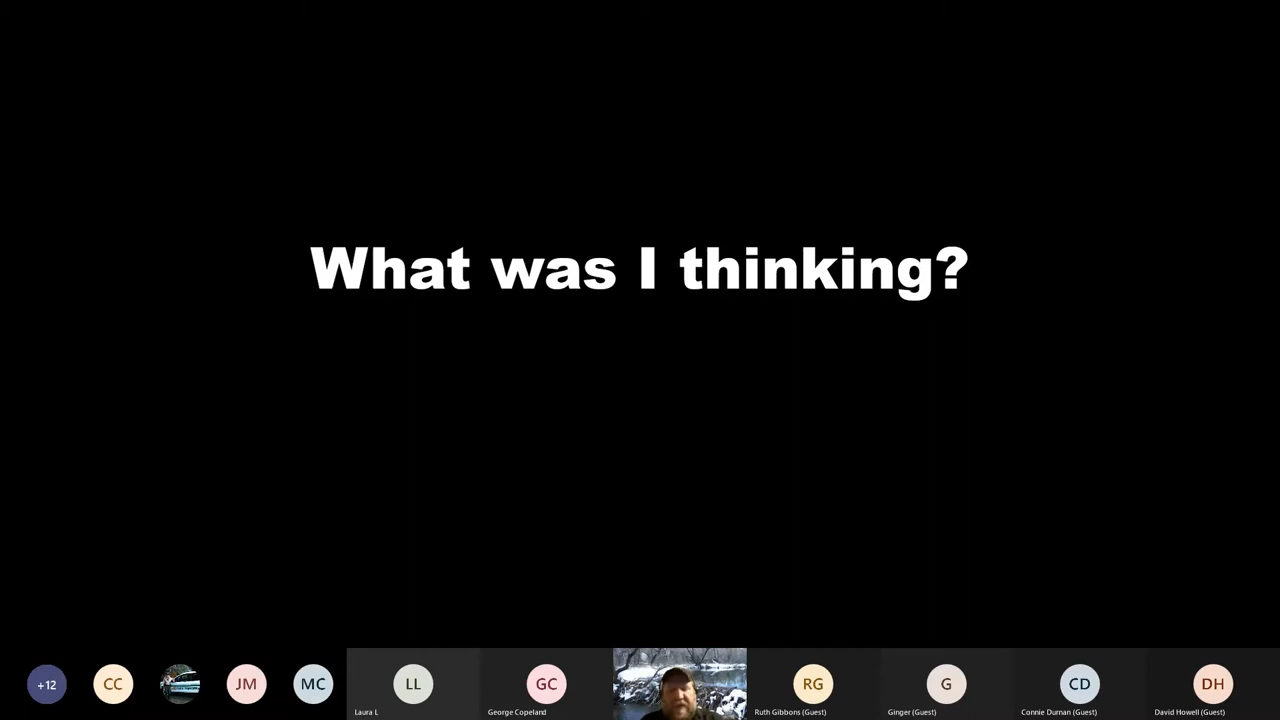 What was I thinking?
+12
CC
JM
MC
LL
GC
RG
G
CD
DH
Laura L
George Copeland
Ruth Gibbons (Guest)
Ginger (Guest)
Connie Durnan (Guest)
David Howell (Guest)